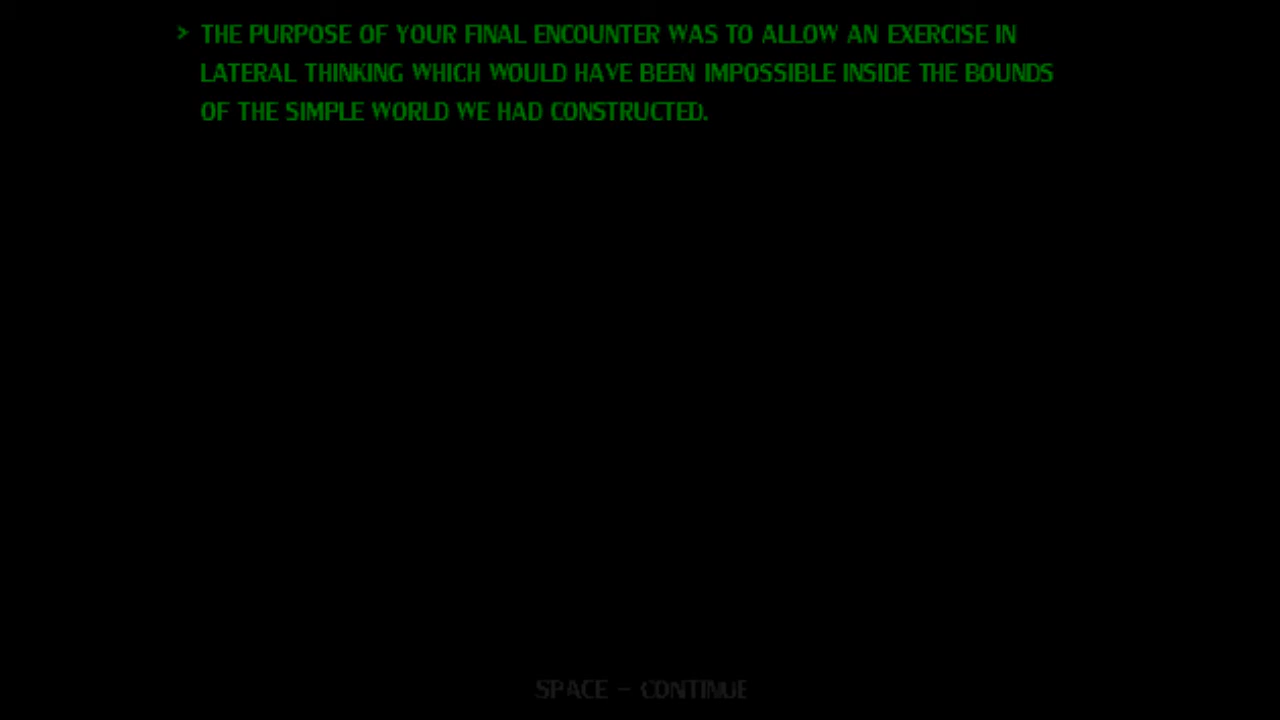 > THE PURPOSE OF YOUR FINAL ENCOUNTER WAS TO ALLOW AN EXERCISE IN
LATERAL THINKING WHICH WOULD HAVE BEEN IMPOSSIBLE INSIDE THE BOUNDS
OF THE SIMPLE WORLD WE HAD CONSTRUCTED.
SPACE - CONTINUE